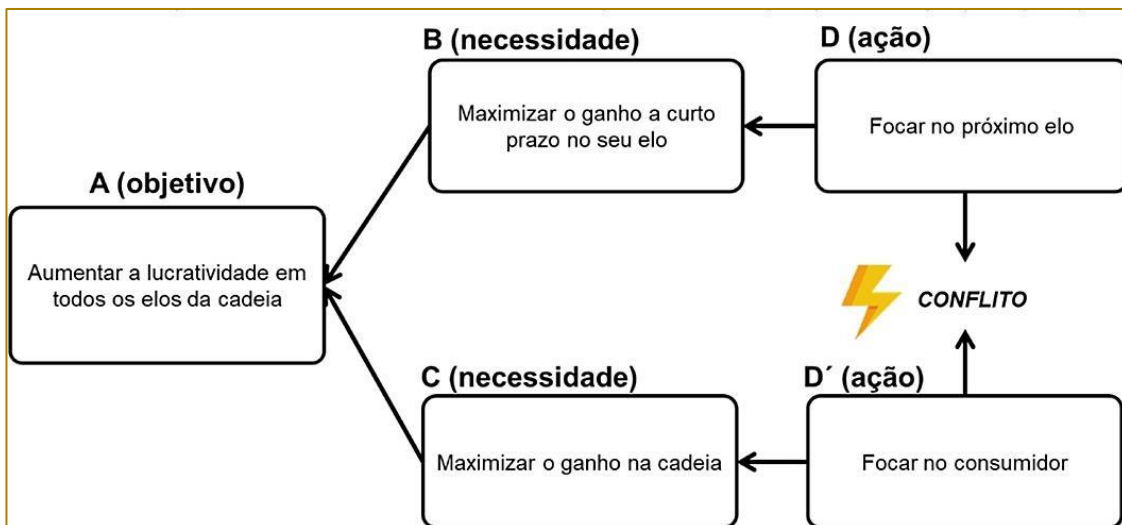 B (necessidade)
D (ação)
Maximizar o ganho a curto
prazo no seu elo
Focar no próximo elo
A (objetivo)
Aumentar a lucratividade em
todos os elos da cadeia
CONFLITO
C (necessidade)
D´ (ação)
Maximizar o ganho na cadeia
Focar no consumidor